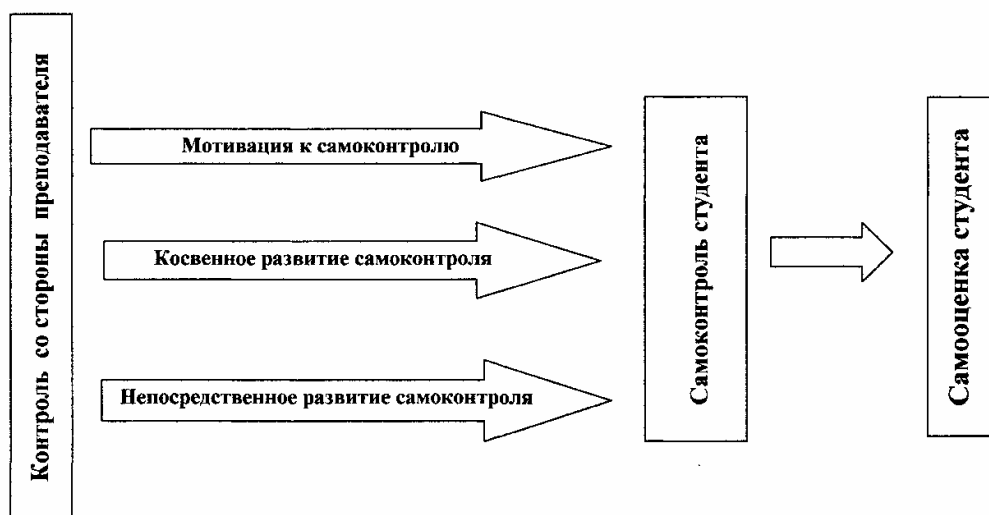 Контроль со стороны преподавателя
Мотивация к самоконтролю
Косвенное развитие самоконтроля
Непосредственное развитие самоконтроля
Самоконтроль студента
Самооценка студента